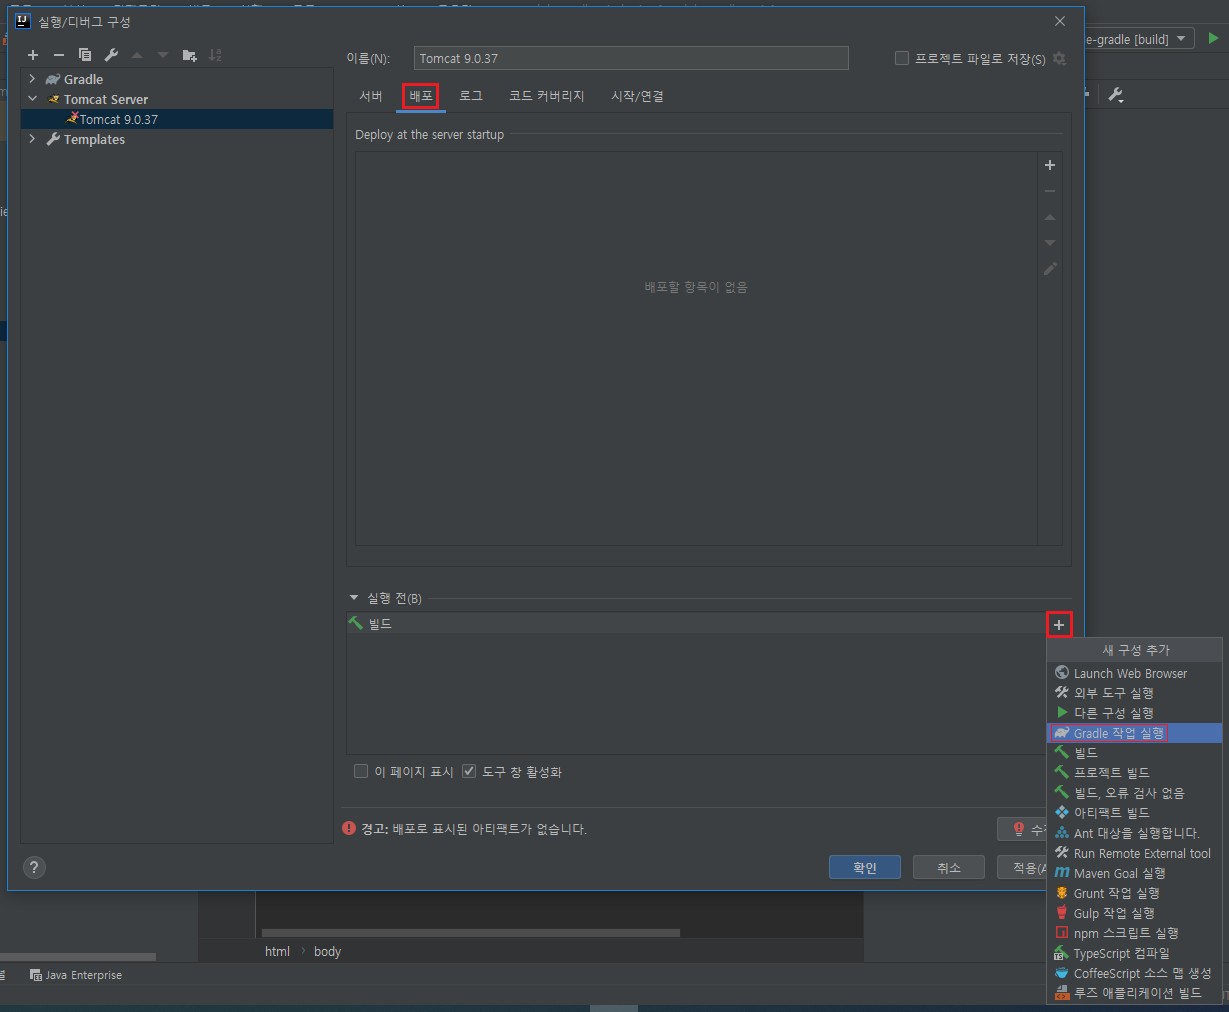 실행/디버그 구성
e-gradle [build]
이름(N):
Tomcat 9.0.37
프로젝트 파일로 저장(S)
Gradle
Tomcat Server
Tomcat 9.0.37
Templates
서버
배포
로그
코드 커버리지
시작/연결
Deploy at the server startup
배포할 항목이 없음
실행 전(B)
빌드
이 페이지 표시
도구 창 활성화
경고: 배포로 표시된 아티팩트가 없습니다.
확인
취소
적용(A
새 구성 추가
Launch Web Browser
외부 도구 실행
다른 구성 실행
Gradle 작업 실행
빌드
프로젝트 빌드
빌드, 오류 검사 없음
아티팩트 빌드
Ant 대상을 실행합니다.
Run Remote External tool
Maven Goal 실행
Grunt 작업 실행
Gulp 작업 실행
npm 스크립트 실행
TypeScript 컴파일
CoffeeScript 소스 맵 생성
루즈 애플리케이션 빌드
html
body
Java Enterprise